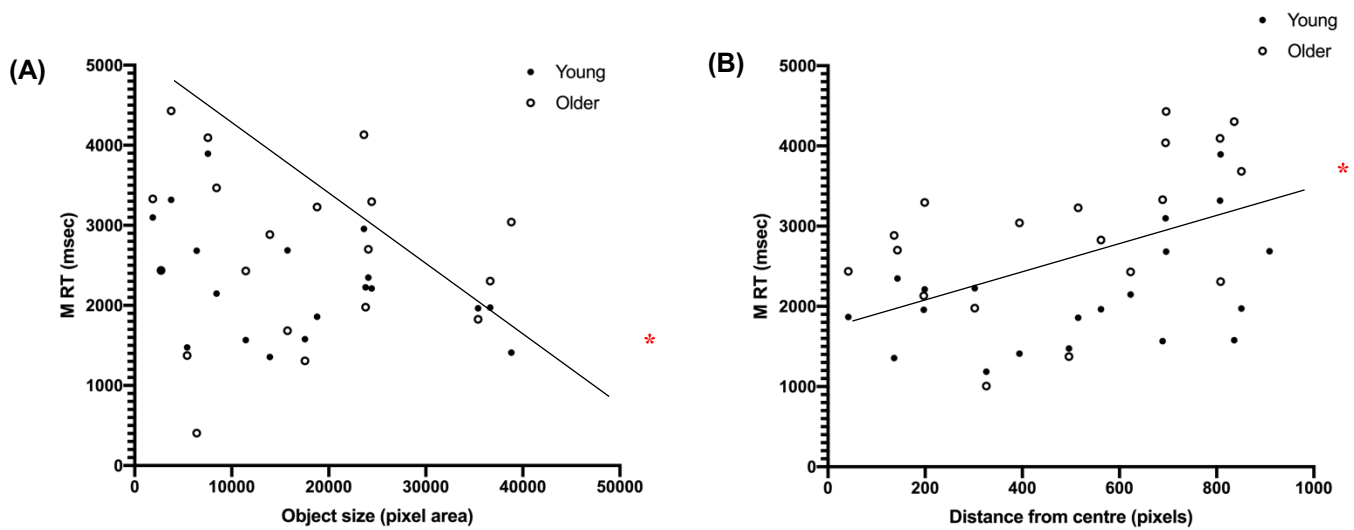 (A)
Young
Older
M RT (msec)
5000
4000
3000
2000
1000
0
0 10000 20000 30000 40000 50000
Object size (pixel area)
*
(B)
Young
Older
M RT (msec)
5000
4000
3000
2000
1000
0
0 200 400 600 800 1000
Distance from centre (pixels)
*